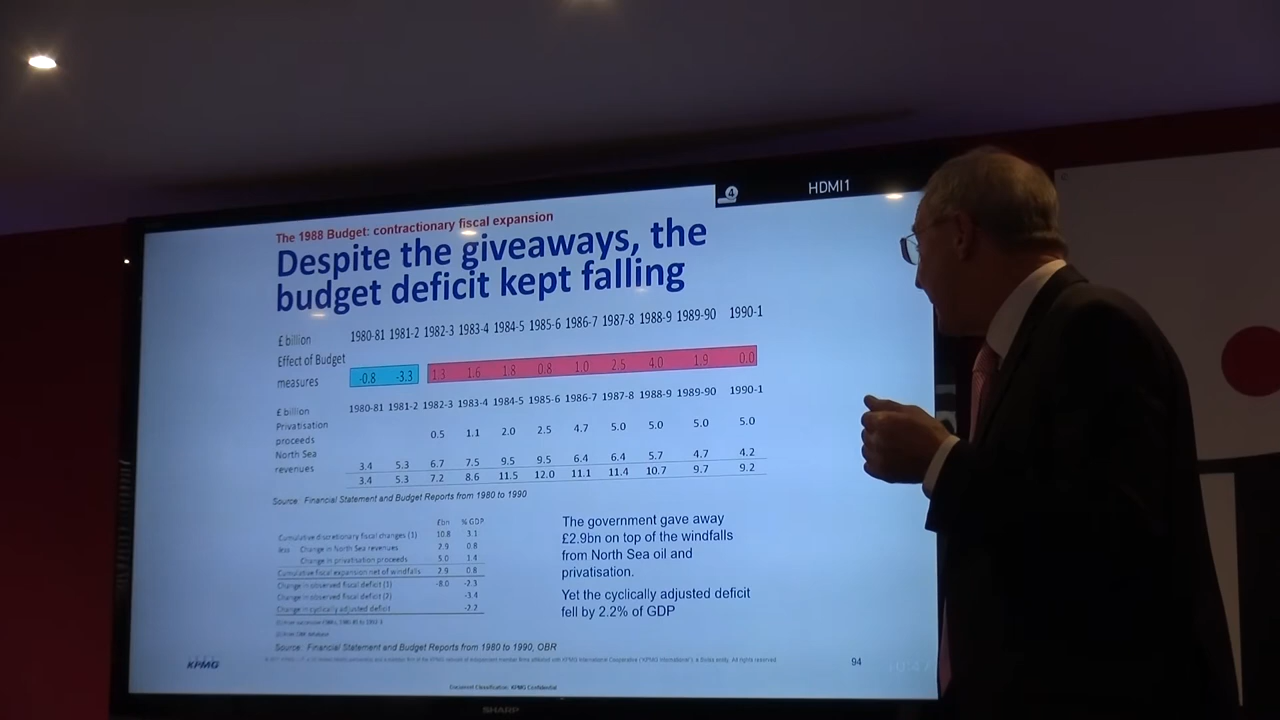 4 HDMI1
The 1988 Budget: contractionary fiscal expansion
Despite the giveaways, the
budget deficit kept falling
£ billion 1980-81 1981-2 1982-3 1983-4 1984-5 1985-6 1986-7 1987-8 1988-9 1989-90 1990-1
Effect of Budget
measures -0.8 -3.3 1.3 1.6 1.8 0.8 1.0 2.5 4.0 1.9 0.0
£ billion 1980-81 1981-2 1982-3 1983-4 1984-5 1985-6 1986-7 1987-8 1988-9 1989-90 1990-1
Privatisation
proceeds 0.5 1.1 2.0 2.5 4.7 5.0 5.0 5.0 5.0
North Sea
revenues 3.4 5.3 6.7 7.5 9.5 9.5 6.4 6.4 5.7 4.7 4.2
3.4 5.3 7.2 8.6 11.5 12.0 11.1 11.4 10.7 9.7 9.2
Source: Financial Statement and Budget Reports from 1980 to 1990
£bn % GDP
Cumulative discretionary fiscal changes (1) 10.8 3.1
less Change in North Sea revenues 2.9 0.8
Change in privatisation proceeds 5.0 1.4
Cumulative fiscal expansion net of windfalls 2.9 0.8
Change in observed fiscal deficit (1) -8.0 -2.3
Change in observed fiscal deficit (2) -3.4
Change in cyclically adjusted deficit -2.2
The government gave away
£2.9bn on top of the windfalls
from North Sea oil and
privatisation.
Yet the cyclically adjusted deficit
fell by 2.2% of GDP
Source: Financial Statement and Budget Reports from 1980 to 1990, OBR
KPMG
94
Document Classification: KPMG Confidential
SHARP